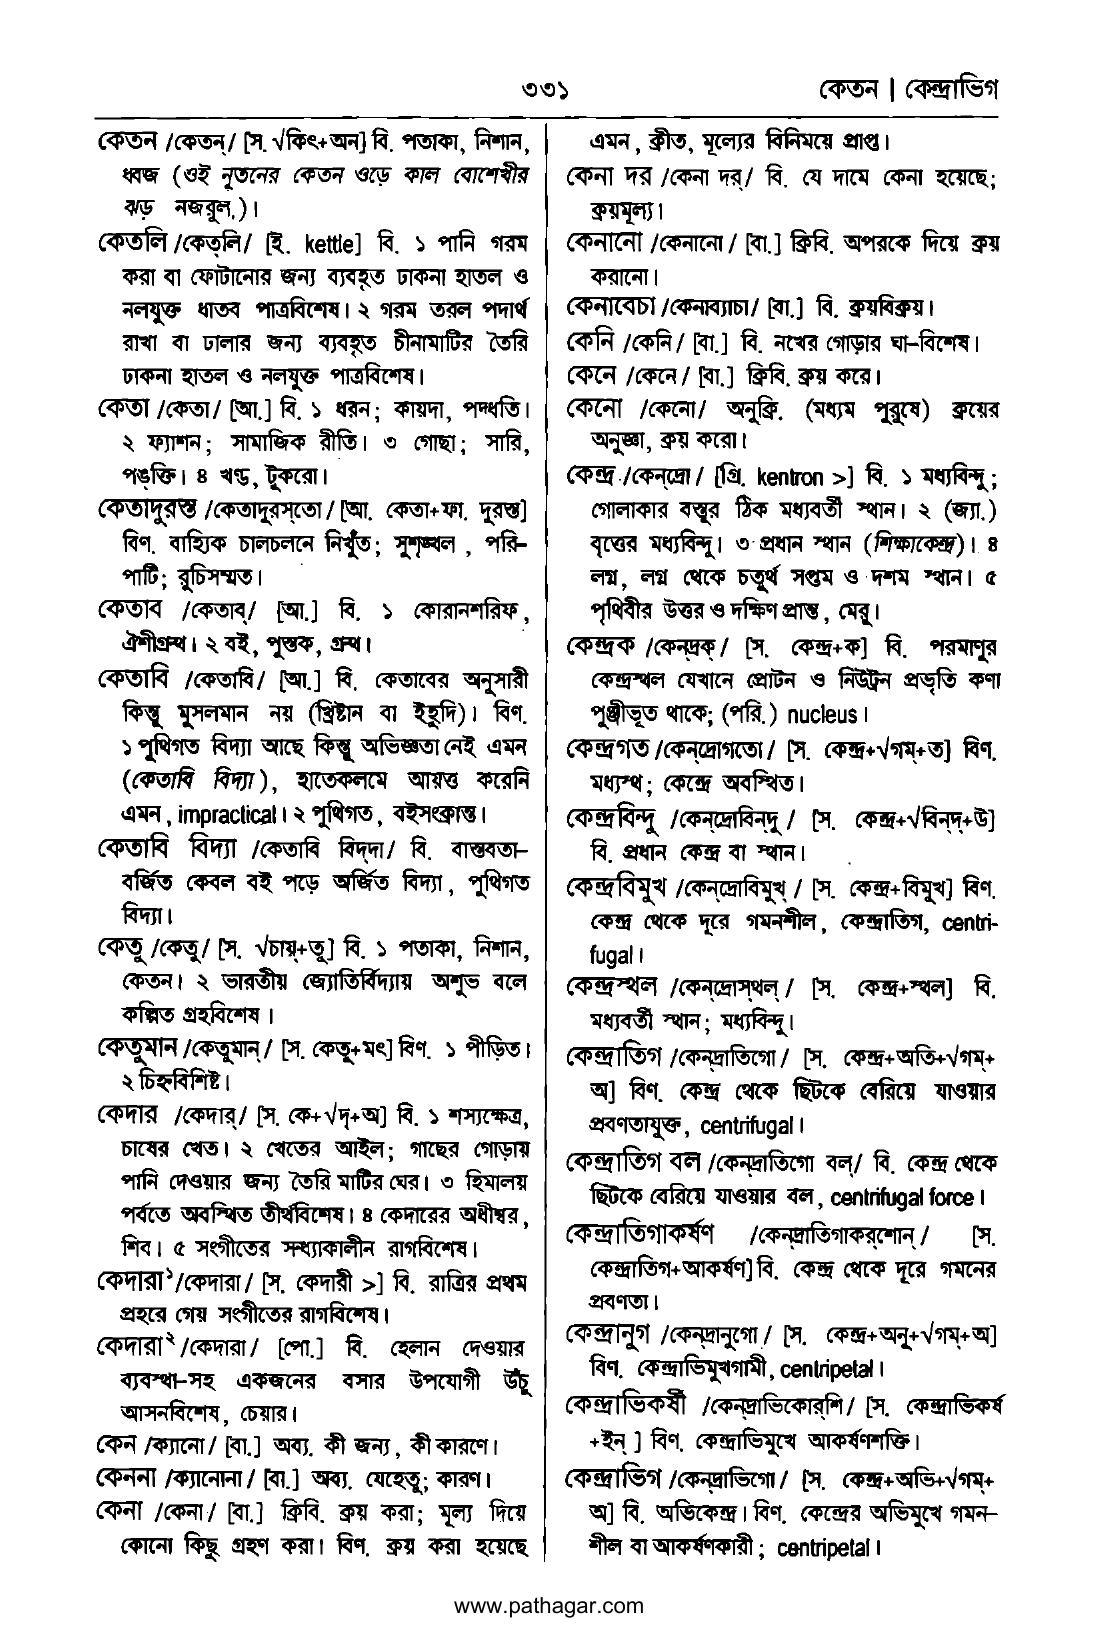 ৩৩১
কেতন | কেন্দ্রাভিগ
কেতন /কেতন্/ [স. √কিৎ+অন] বি. পতাকা, নিশান,
ধ্বজ (ওই নূতনের কেতন ওড়ে কাল বোশেখীর
ঝড় নজরুল.)।
কেতলি /কেত্‌লি/ [ই. kettle] বি. ১ পানি গরম
করা বা ফোটানোর জন্য ব্যবহৃত ঢাকনা হাতল ও
নলযুক্ত ধাতব পাত্রবিশেষ। ২ গরম তরল পদার্থ
রাখা বা ঢালার জন্য ব্যবহৃত চীনামাটির তৈরি
ঢাকনা হাতল ও নলযুক্ত পাত্রবিশেষ।
কেতা /কেতা/ [আ.] বি. ১ ধরন; কায়দা, পদ্ধতি।
২ ফ্যাশন; সামাজিক রীতি। ৩ গোছা; সারি,
পঙ্‌ক্তি। ৪ খণ্ড, টুকরো।
কেতাদুরস্ত /কেতাদুরস্‌তো/ [আ. কেতা+ফা. দুরস্ত]
বিণ. বাহ্যিক চালচলনে নিখুঁত; সুশৃঙ্খল, পরি-
পাটি; রুচিসম্মত।
কেতাব /কেতাব্/ [আ.] বি. ১ কোরানশরিফ,
ঐশীগ্রন্থ। ২ বই, পুস্তক, গ্রন্থ।
কেতাবি /কেতাবি/ [আ.] বি. কেতাবের অনুসারী
কিন্তু মুসলমান নয় (খ্রিষ্টান বা ইহুদি)। বিণ.
১ পুথিগত বিদ্যা আছে কিন্তু অভিজ্ঞতা নেই এমন
(কেতাবি বিদ্যা), হাতেকলমে আয়ত্ত করেনি
এমন, impractical। ২ পুথিগত, বইসংক্রান্ত।
কেতাবি বিদ্যা /কেতাবি বিদ্‌দা/ বি. বাস্তবতা-
বর্জিত কেবল বই পড়ে অর্জিত বিদ্যা, পুথিগত
বিদ্যা।
কেতু /কেতু/ [স. √চায়্+তু] বি. ১ পতাকা, নিশান,
কেতন। ২ ভারতীয় জ্যোতির্বিদ্যায় অশুভ বলে
কল্পিত গ্রহবিশেষ।
কেতুমান /কেতুমান্/ [স. কেতু+মৎ] বিণ. ১ পীড়িত।
২ চিহ্নবিশিষ্ট।
কেদার /কেদার্/ [স. কে+√দৃ+অ] বি. ১ শস্যক্ষেত্র,
চাষের খেত। ২ খেতের আইল; গাছের গোড়ায়
পানি দেওয়ার জন্য তৈরি মাটির ঘের। ৩ হিমালয়
পর্বতে অবস্থিত তীর্থবিশেষ। ৪ কেদারের অধীশ্বর,
শিব। ৫ সংগীতের সন্ধ্যাকালীন রাগবিশেষ।
কেদারা¹ /কেদারা/ [স. কেদারী >] বি. রাত্রির প্রথম
প্রহরে গেয় সংগীতের রাগবিশেষ।
কেদারা² /কেদারা/ [পো.] বি. হেলান দেওয়ার
ব্যবস্থা-সহ একজনের বসার উপযোগী উঁচু
আসনবিশেষ, চেয়ার।
কেন /ক্যানো/ [বা.] অব্য. কী জন্য, কী কারণে।
কেননা /ক্যানোনা/ [বা.] অব্য. যেহেতু; কারণ।
কেনা /কেনা/ [বা.] ক্রিবি. ক্রয় করা; মূল্য দিয়ে
কোনো কিছু গ্রহণ করা। বিণ. ক্রয় করা হয়েছে
এমন, ক্রীত, মূল্যের বিনিময়ে প্রাপ্ত।
কেনা দর /কেনা দর্/ বি. যে দামে কেনা হয়েছে;
ক্রয়মূল্য।
কেনানো /কেনানো/ [বা.] ক্রিবি. অপরকে দিয়ে ক্রয়
করানো।
কেনাবেচা /কেনাব্যাচা/ [বা.] বি. ক্রয়বিক্রয়।
কেনি /কেনি/ [বা.] বি. নখের গোড়ার ঘা-বিশেষ।
কেনে /কেনে/ [বা.] ক্রিবি. ক্রয় করে।
কেনো /কেনো/ অনুক্রি. (মধ্যম পুরুষে) ক্রয়ের
অনুজ্ঞা, ক্রয় করো।
কেন্দ্র /কেন্‌দ্রো/ [গ্রি. kentron >] বি. ১ মধ্যবিন্দু;
গোলাকার বস্তুর ঠিক মধ্যবর্তী স্থান। ২ (জ্যা.)
বৃত্তের মধ্যবিন্দু। ৩ প্রধান স্থান (শিক্ষাকেন্দ্র)। ৪
লগ্ন, লগ্ন থেকে চতুর্থ সপ্তম ও দশম স্থান। ৫
পৃথিবীর উত্তর ও দক্ষিণ প্রান্ত, মেরু।
কেন্দ্রক /কেন্‌দ্রক্/ [স. কেন্দ্র+ক] বি. পরমাণুর
কেন্দ্রস্থল যেখানে প্রোটন ও নিউট্রন প্রভৃতি কণা
পুঞ্জীভূত থাকে; (পরি.) nucleus।
কেন্দ্রগত /কেন্‌দ্রোগতো/ [স. কেন্দ্র+√গম্+ত] বিণ.
মধ্যস্থ; কেন্দ্রে অবস্থিত।
কেন্দ্রবিন্দু /কেন্‌দ্রোবিন্‌দু/ [স. কেন্দ্র+√বিন্‌দ্+উ]
বি. প্রধান কেন্দ্র বা স্থান।
কেন্দ্রবিমুখ /কেন্‌দ্রোবিমুখ্/ [স. কেন্দ্র+বিমুখ] বিণ.
কেন্দ্র থেকে দূরে গমনশীল, কেন্দ্রাতিগ, centri-
fugal।
কেন্দ্রস্থল /কেন্‌দ্রোস্‌থল্/ [স. কেন্দ্র+স্থল] বি.
মধ্যবর্তী স্থান; মধ্যবিন্দু।
কেন্দ্রাতিগ /কেন্‌দ্রাতিগো/ [স. কেন্দ্র+অতি+√গম্+
অ] বিণ. কেন্দ্র থেকে ছিটকে বেরিয়ে যাওয়ার
প্রবণতাযুক্ত, centrifugal।
কেন্দ্রাতিগ বল /কেন্‌দ্রাতিগো বল্/ বি. কেন্দ্র থেকে
ছিটকে বেরিয়ে যাওয়ার বল, centrifugal force।
কেন্দ্রাতিগাকর্ষণ /কেন্‌দ্রাতিগাকর্‌শোন্/ [স.
কেন্দ্রাতিগ+আকর্ষণ] বি. কেন্দ্র থেকে দূরে গমনের
প্রবণতা।
কেন্দ্রানুগ /কেন্‌দ্রানুগো/ [স. কেন্দ্র+অনু+√গম্+অ]
বিণ. কেন্দ্রাভিমুখগামী, centripetal।
কেন্দ্রাভিকর্ষী /কেন্‌দ্রাভিকোর্‌শি/ [স. কেন্দ্রাভিকর্ষ
+ইন্] বিণ. কেন্দ্রাভিমুখে আকর্ষণশক্তি।
কেন্দ্রাভিগ /কেন্‌দ্রাভিগো/ [স. কেন্দ্র+অভি+√গম্+
অ] বি. অভিকেন্দ্র। বিণ. কেন্দ্রের অভিমুখে গমন-
শীল বা আকর্ষণকারী; centripetal।
www.pathagar.com